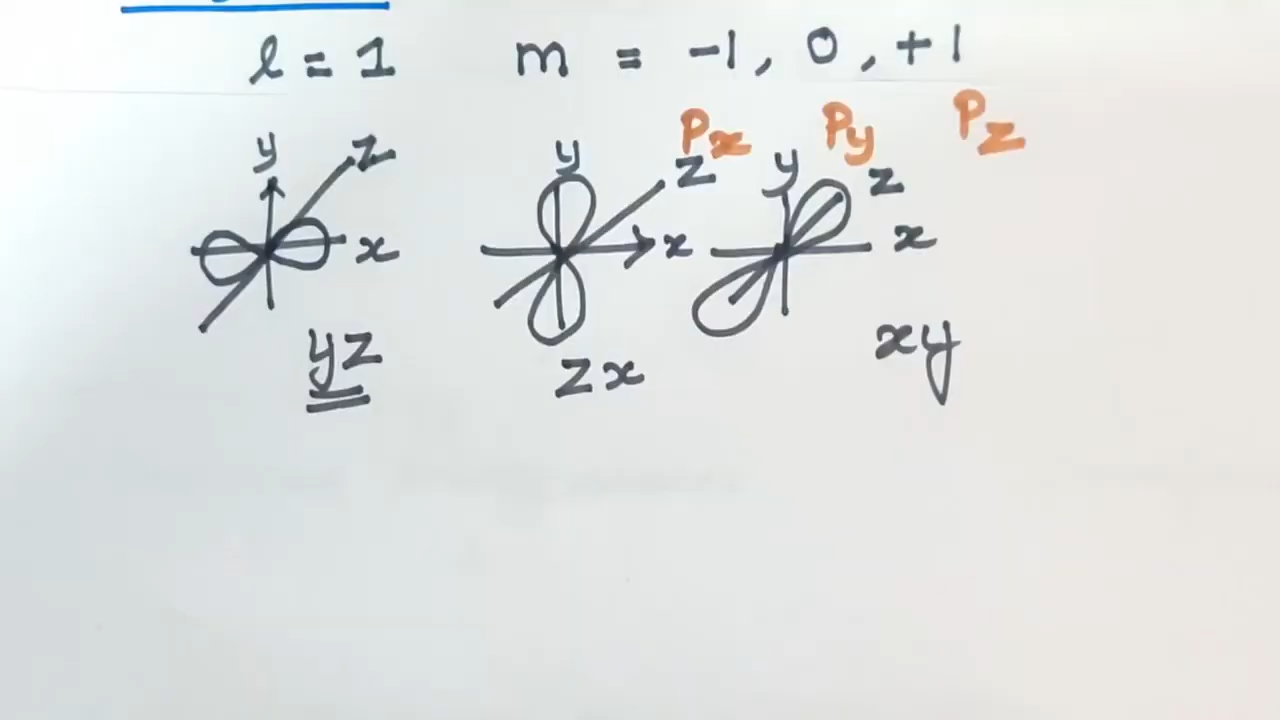 l = 1 m = -1, 0, +1
Px Py Pz
y z y z y z
x x x
yz zx xy